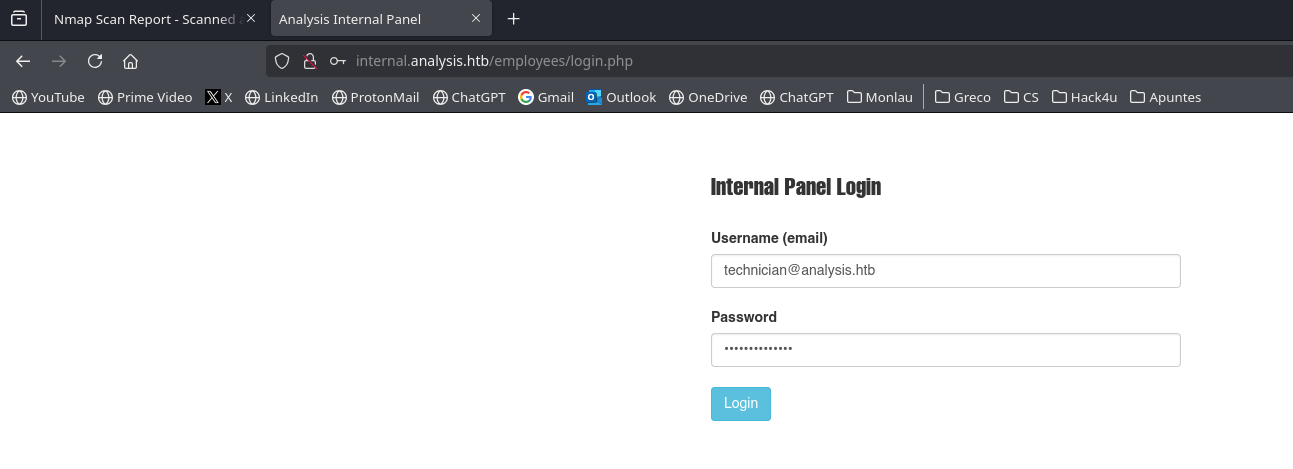 Nmap Scan Report - Scanned
Analysis Internal Panel
internal.analysis.htb/employees/login.php
YouTube Prime Video X LinkedIn ProtonMail ChatGPT Gmail Outlook OneDrive ChatGPT Monlau Greco CS Hack4u Apuntes
Internal Panel Login
Username (email)
technician@analysis.htb
Password
••••••••••••••
Login